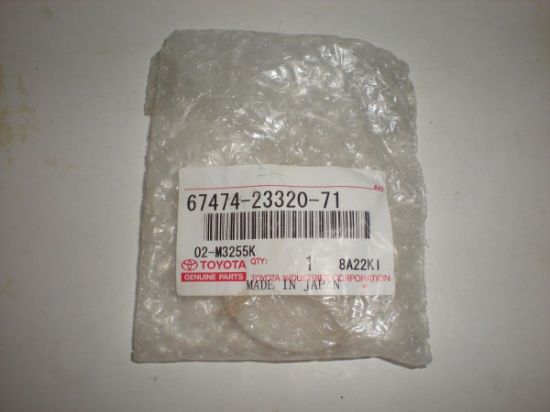 67474-23320-71
02-M3255K
TOYOTA QTY: 1 8A22KI
GENUINE PARTS TOYOTA INDUSTRIES CORPORATION
MADE IN JAPAN